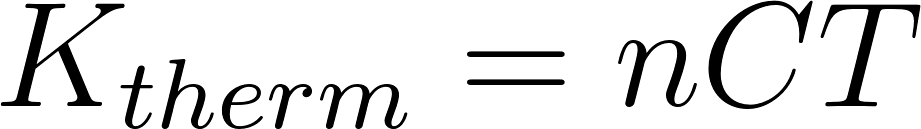 K_{therm} = nCT